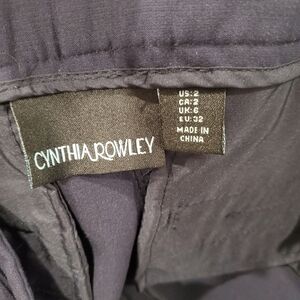 CYNTHIA ROWLEY
US:2
CA:2
UK:6
EU:32
MADE IN
CHINA